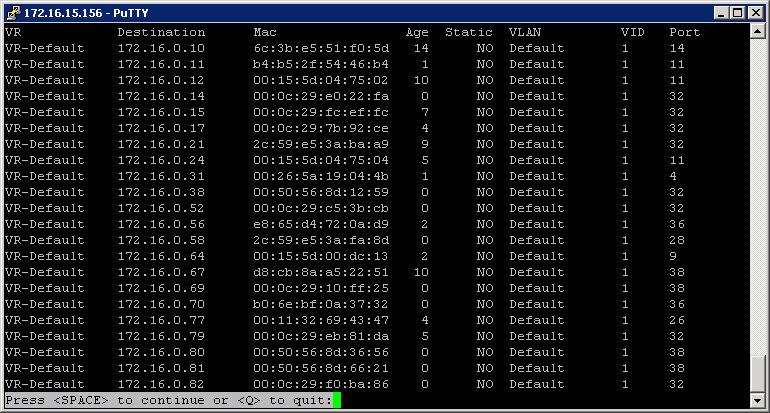 172.16.15.156 - PuTTY
VR Destination Mac Age Static VLAN VID Port
VR-Default 172.16.0.10 6c:3b:e5:51:f0:5d 14 NO Default 1 14
VR-Default 172.16.0.11 b4:b5:2f:54:46:b4 1 NO Default 1 11
VR-Default 172.16.0.12 00:15:5d:04:75:02 10 NO Default 1 11
VR-Default 172.16.0.14 00:0c:29:e0:22:fa 0 NO Default 1 32
VR-Default 172.16.0.15 00:0c:29:fc:ef:fc 7 NO Default 1 32
VR-Default 172.16.0.17 00:0c:29:7b:92:ce 4 NO Default 1 32
VR-Default 172.16.0.21 2c:59:e5:3a:ba:a9 9 NO Default 1 32
VR-Default 172.16.0.24 00:15:5d:04:75:04 5 NO Default 1 11
VR-Default 172.16.0.31 00:26:5a:19:04:4b 1 NO Default 1 4
VR-Default 172.16.0.38 00:50:56:8d:12:59 0 NO Default 1 32
VR-Default 172.16.0.52 00:0c:29:c5:3b:cb 0 NO Default 1 32
VR-Default 172.16.0.56 e8:65:d4:72:0a:d9 2 NO Default 1 36
VR-Default 172.16.0.58 2c:59:e5:3a:fa:8d 0 NO Default 1 28
VR-Default 172.16.0.64 00:15:5d:00:dc:13 2 NO Default 1 9
VR-Default 172.16.0.67 d8:cb:8a:a5:22:51 10 NO Default 1 38
VR-Default 172.16.0.69 00:0c:29:10:ff:25 0 NO Default 1 38
VR-Default 172.16.0.70 b0:6e:bf:0a:37:32 0 NO Default 1 36
VR-Default 172.16.0.77 00:11:32:69:43:47 4 NO Default 1 26
VR-Default 172.16.0.79 00:0c:29:eb:81:da 5 NO Default 1 32
VR-Default 172.16.0.80 00:50:56:8d:36:56 0 NO Default 1 38
VR-Default 172.16.0.81 00:50:56:8d:66:21 0 NO Default 1 38
VR-Default 172.16.0.82 00:0c:29:f0:ba:86 0 NO Default 1 32
Press <SPACE> to continue or <Q> to quit: